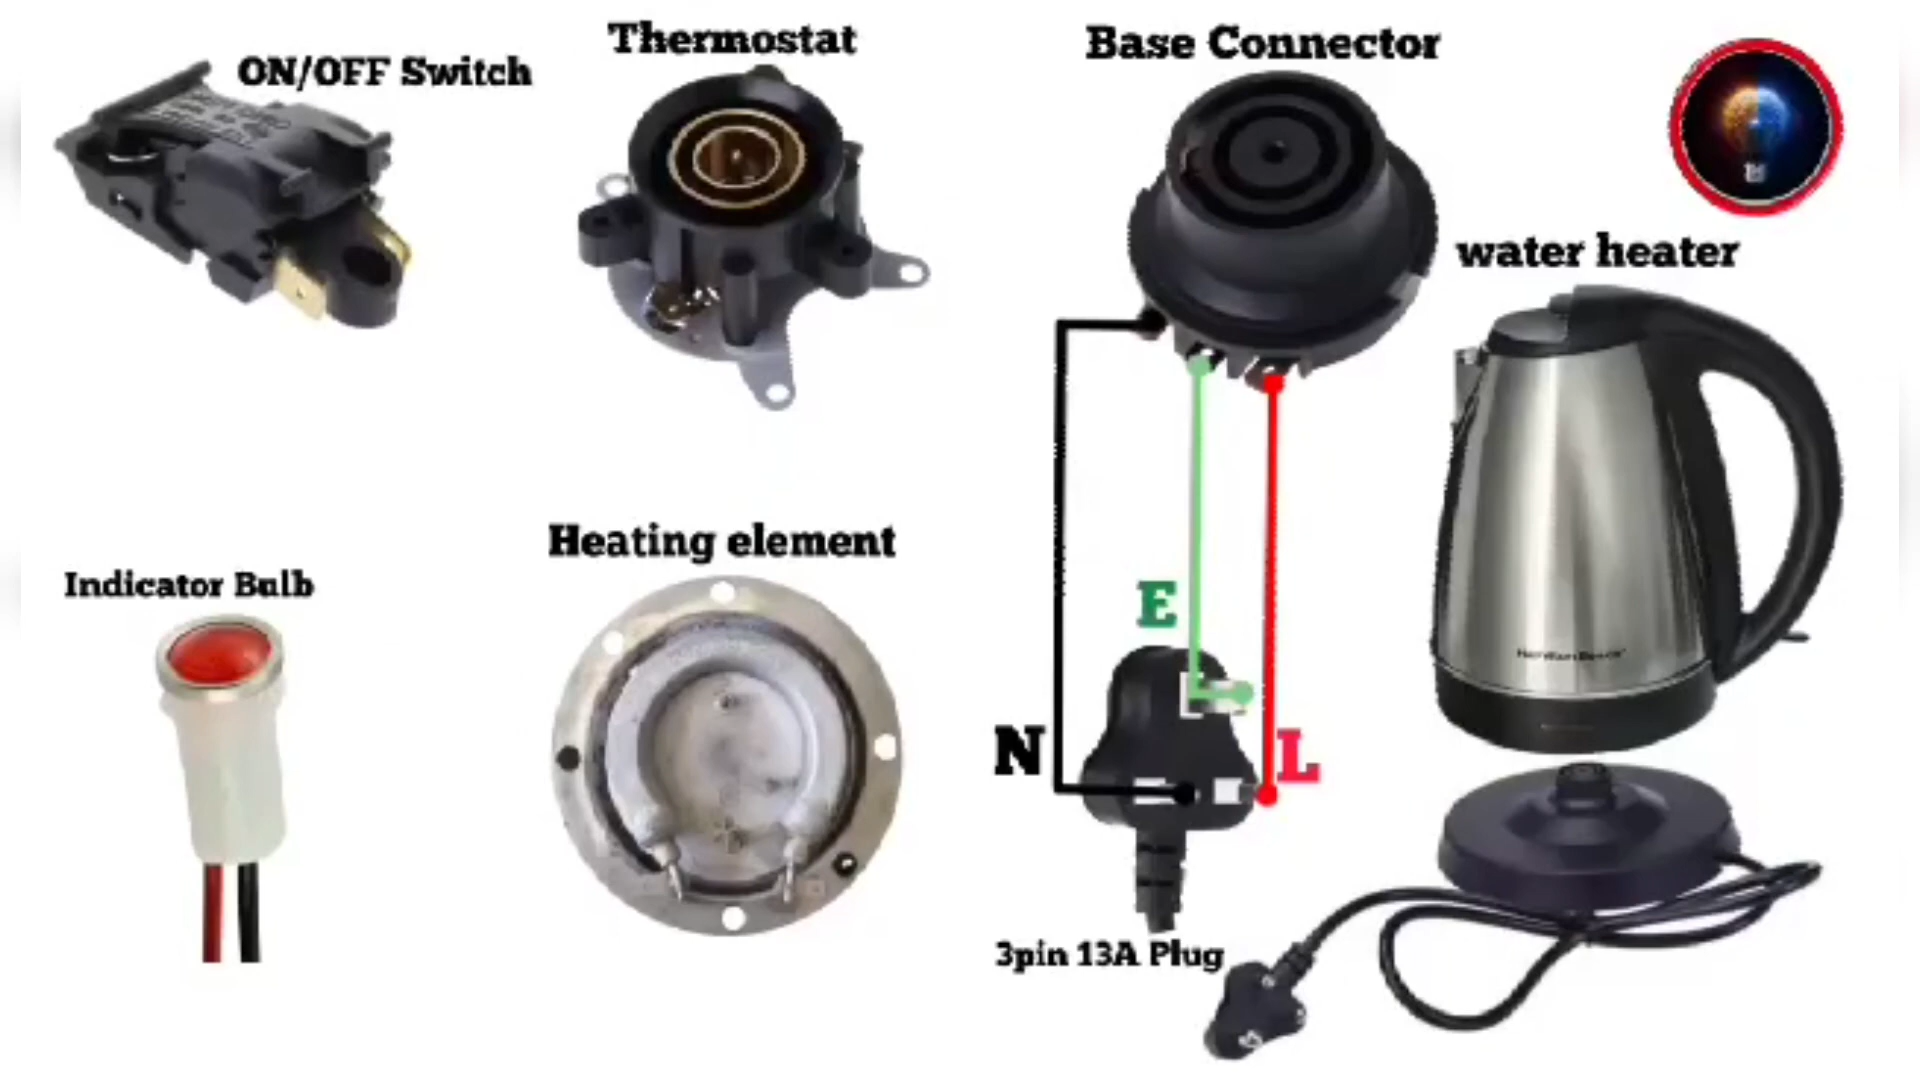 ON/OFF Switch
Thermostat
Base Connector
water heater
Indicator Bulb
Heating element
E
N
L
3pin 13A Plug